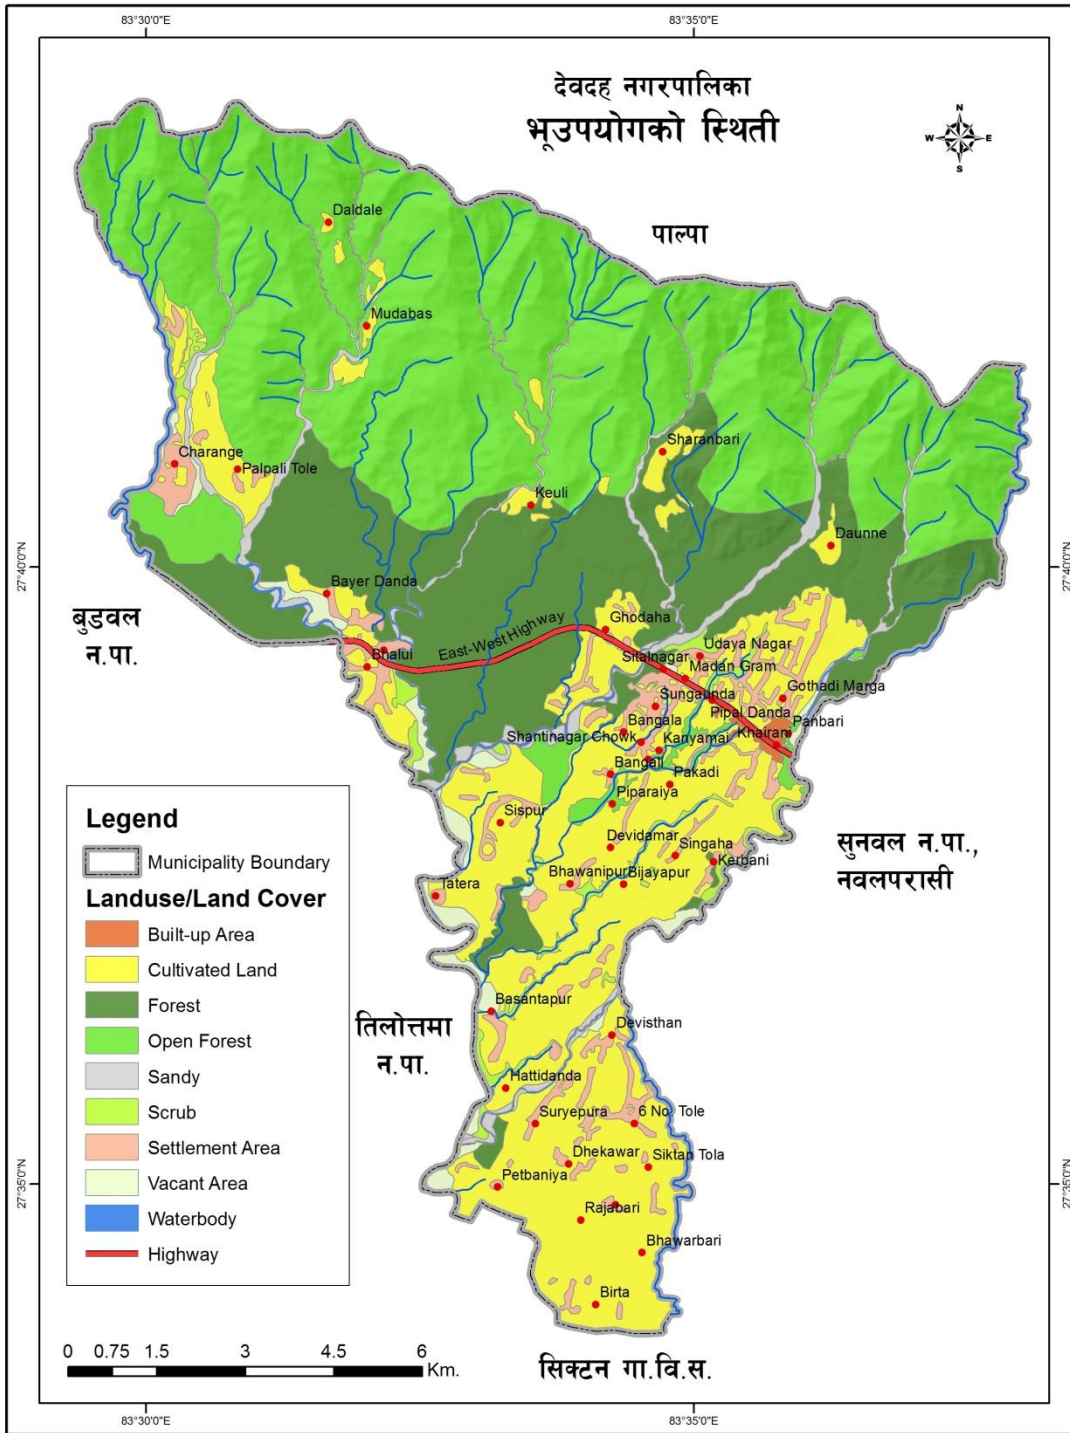 83°30'0"E
83°35'0"E
देवदह नगरपालिका
भूउपयोगको स्थिती
N
W E
S
पाल्पा
Daldale
Mudabas
Sharanbari
Charange
Palpali Tole
Keuli
Daunne
27°40'0"N
27°40'0"N
Bayer Danda
बुडवल
न.पा.
Ghodaha
East-West Highway
Udaya Nagar
Bhalui
Sitalnagar
Madan Gram
Gothadi Marga
Sungaunda
Pipal Danda
Bangala
Panbari
Shantinagar Chowk
Kanyamai
Khairani
Bangali
Pakadi
Piparaiya
Sispur
Devidamar
Singaha
Kerbani
सुनवल न.पा.,
नवलपरासी
Bhawanipur
Bijayapur
Tatera
Legend
Municipality Boundary
Landuse/Land Cover
Built-up Area
Cultivated Land
Forest
Open Forest
Sandy
Scrub
Settlement Area
Vacant Area
Waterbody
Highway
Basantapur
तिलोत्तमा
न.पा.
Devisthan
Hattidanda
Suryepura
6 No. Tole
Dhekawar
Siktan Tola
Petbaniya
27°35'0"N
27°35'0"N
Rajabari
Bhawarbari
Birta
0 0.75 1.5 3 4.5 6
Km.
सिक्टन गा.वि.स.
83°30'0"E
83°35'0"E